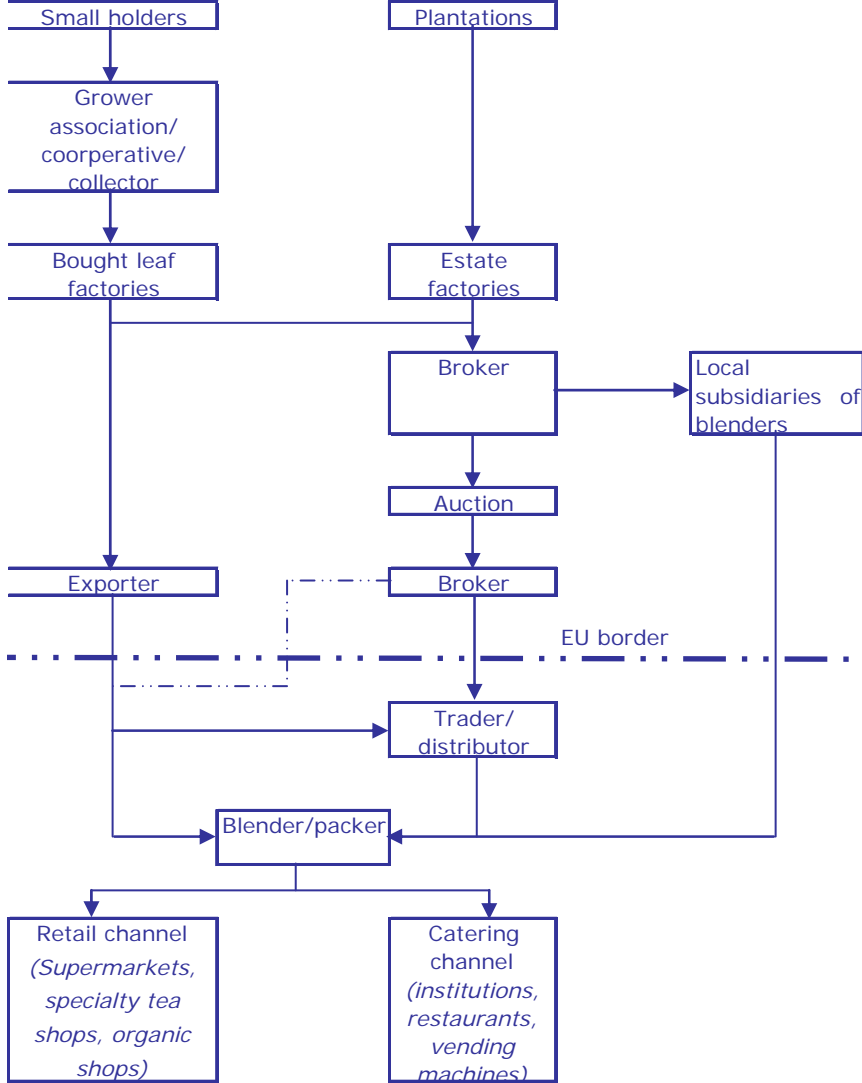 Small holders
Plantations
Grower
association/
coorperative/
collector
Bought leaf
factories
Estate
factories
Broker
Local
subsidiaries of
blenders
Auction
Exporter
Broker
EU border
Trader/
distributor
Blender/packer
Retail channel
(Supermarkets,
specialty tea
shops, organic
shops)
Catering
channel
(institutions,
restaurants,
vending
machines)